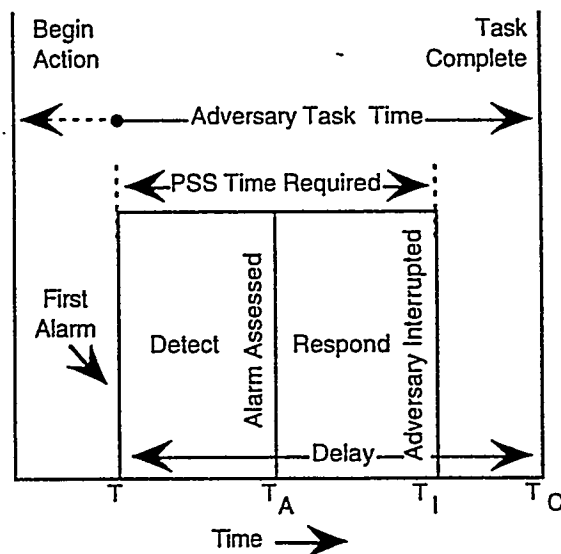 Begin
Action
Task
Complete
Adversary Task Time
PSS Time Required
First
Alarm
Detect
Alarm Assessed
Respond
Adversary Interrupted
Delay
T
T A
T I
T C
Time